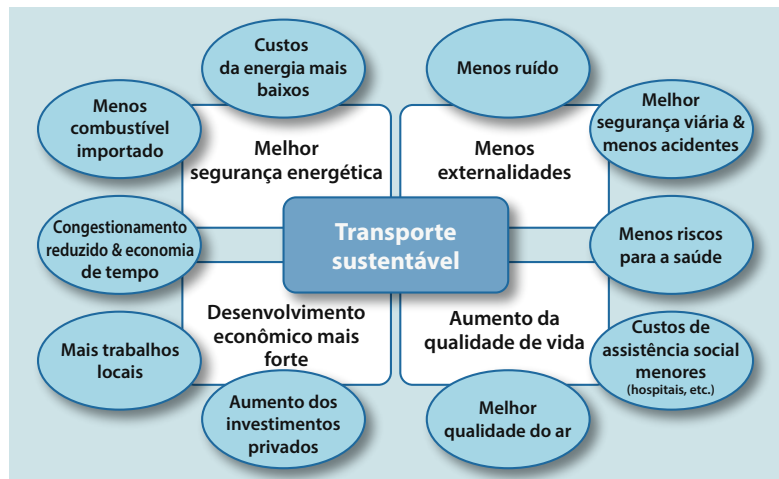 Custos
da energia mais
baixos
Menos ruído
Menos
combustível
importado
Melhor
segurança viária &
menos acidentes
Melhor
segurança energética
Menos
externalidades
Congestionamento
reduzido & economia
de tempo
Transporte
sustentável
Menos riscos
para a saúde
Desenvolvimento
econômico mais
forte
Aumento da
qualidade de vida
Mais trabalhos
locais
Custos de
assistência social
menores
(hospitais, etc.)
Aumento dos
investimentos
privados
Melhor
qualidade do ar